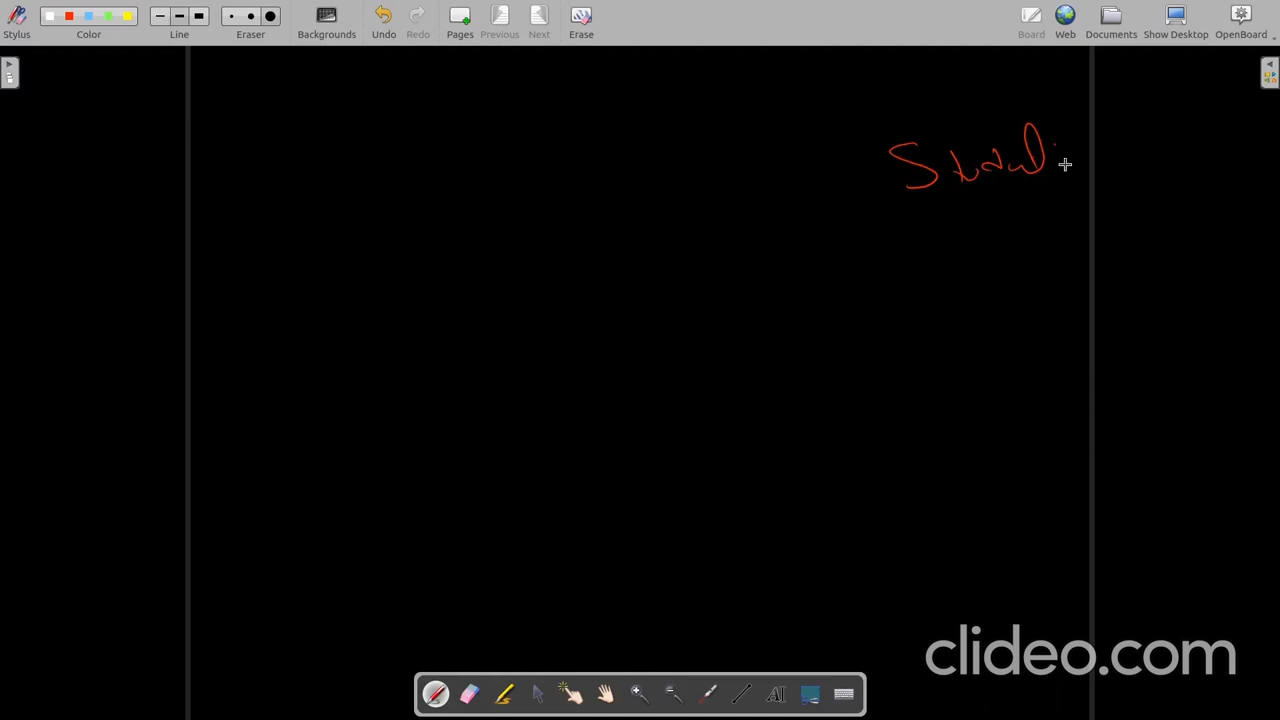 Stylus
Color
Line
Eraser
Backgrounds
Undo
Redo
Pages
Previous
Next
Erase
Board
Web
Documents
Show Desktop
OpenBoard
AI
clideo.com